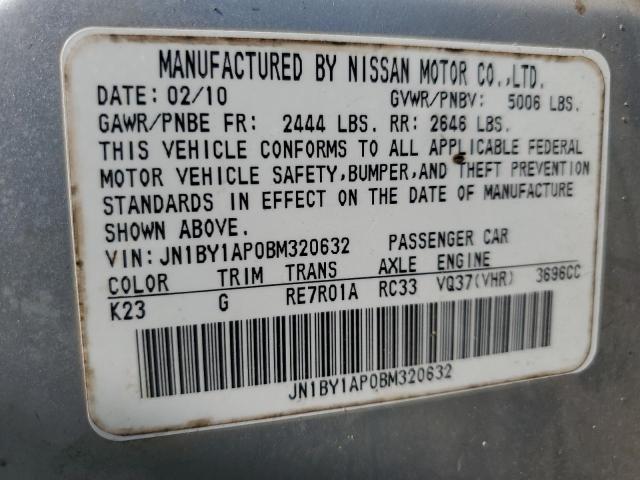 MANUFACTURED BY NISSAN MOTOR CO.,LTD.
DATE: 02/10 GVWR/PNBV: 5006 LBS.
GAWR/PNBE FR: 2444 LBS. RR: 2646 LBS.
THIS VEHICLE CONFORMS TO ALL APPLICABLE FEDERAL
MOTOR VEHICLE SAFETY,BUMPER,AND THEFT PREVENTION
STANDARDS IN EFFECT ON THE DATE OF MANUFACTURE
SHOWN ABOVE.
VIN: JN1BY1AP0BM320632 PASSENGER CAR
COLOR TRIM TRANS AXLE ENGINE
K23 G RE7R01A RC33 VQ37(VHR) 3696CC
JN1BY1AP0BM320632